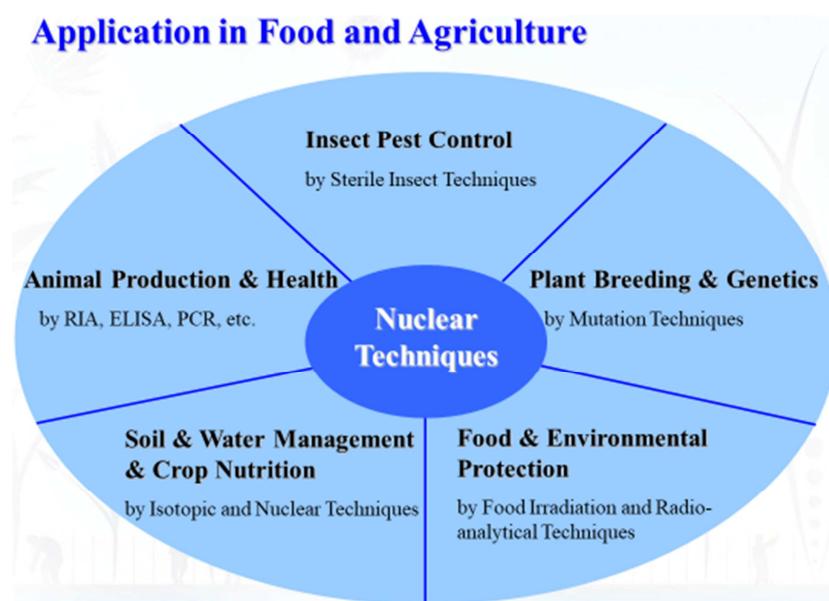 Application in Food and Agriculture
Insect Pest Control
by Sterile Insect Techniques
Animal Production & Health
by RIA, ELISA, PCR, etc.
Plant Breeding & Genetics
by Mutation Techniques
Nuclear
Techniques
Soil & Water Management
& Crop Nutrition
by Isotopic and Nuclear Techniques
Food & Environmental
Protection
by Food Irradiation and Radio-
analytical Techniques